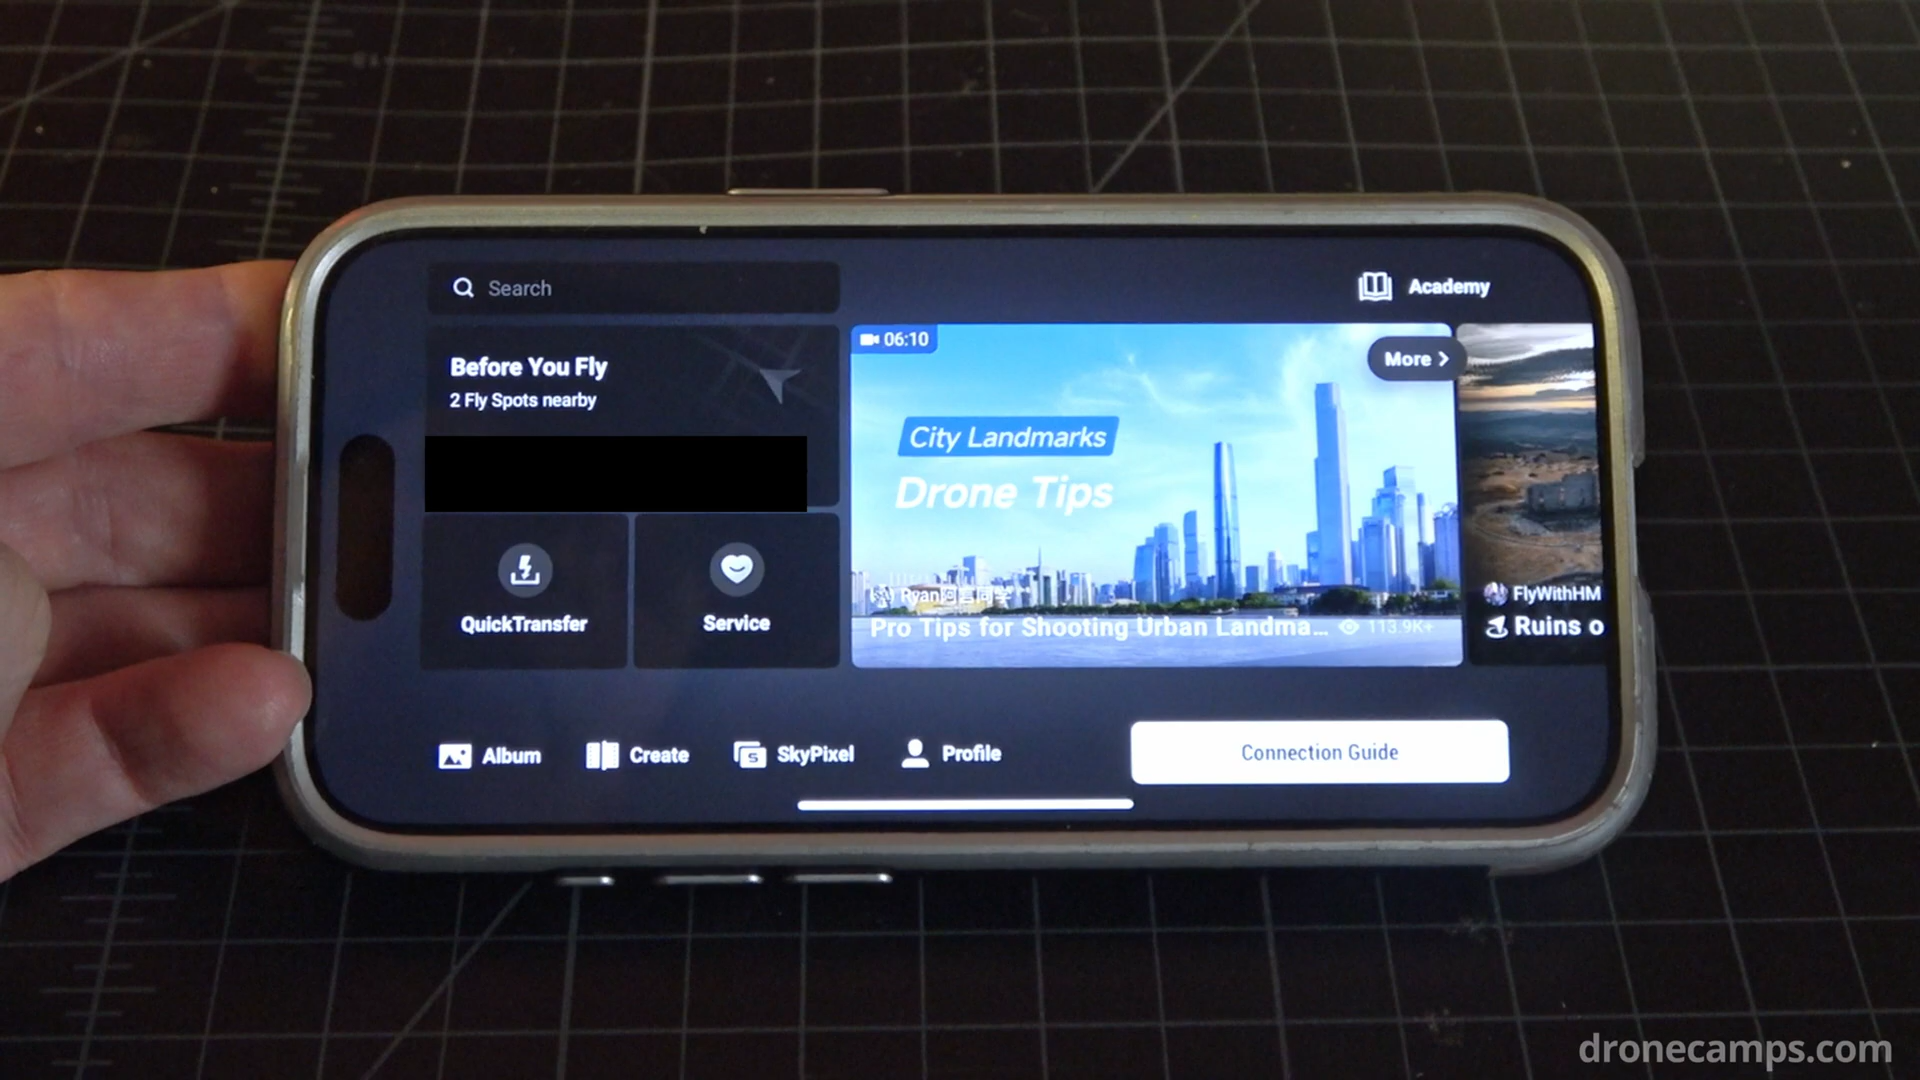 Search
Academy
Before You Fly
2 Fly Spots nearby
06:10
More >
City Landmarks
Drone Tips
QuickTransfer
Service
Ryan阿言同学
Pro Tips for Shooting Urban Landma... 113.9K+
FlyWithHM
Ruins o
Album
Create
SkyPixel
Profile
Connection Guide
dronecamps.com